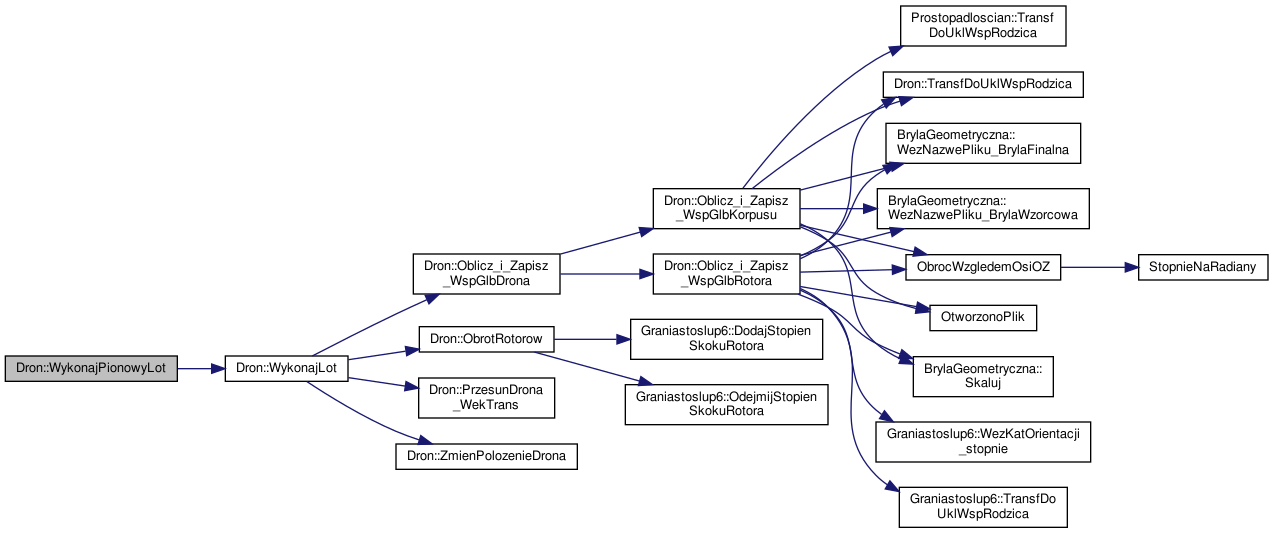 Dron::WykonajPionowyLot
Dron::WykonajLot
Dron::Oblicz_i_Zapisz
_WspGlbDrona
Dron::ObrotRotorow
Dron::PrzesunDrona
_WekTrans
Dron::ZmienPolozenieDrona
Dron::Oblicz_i_Zapisz
_WspGlbKorpusu
Dron::Oblicz_i_Zapisz
_WspGlbRotora
Graniastoslup6::DodajStopien
SkokuRotora
Graniastoslup6::OdejmijStopien
SkokuRotora
Prostopadloscian::Transf
DoUklWspRodzica
Dron::TransfDoUklWspRodzica
BrylaGeometryczna::
WezNazwePliku_BrylaFinalna
BrylaGeometryczna::
WezNazwePliku_BrylaWzorcowa
ObrocWzgledemOsiOZ
StopnieNaRadiany
OtworzonoPlik
BrylaGeometryczna::
Skaluj
Graniastoslup6::WezKatOrientacji
_stopnie
Graniastoslup6::TransfDo
UklWspRodzica